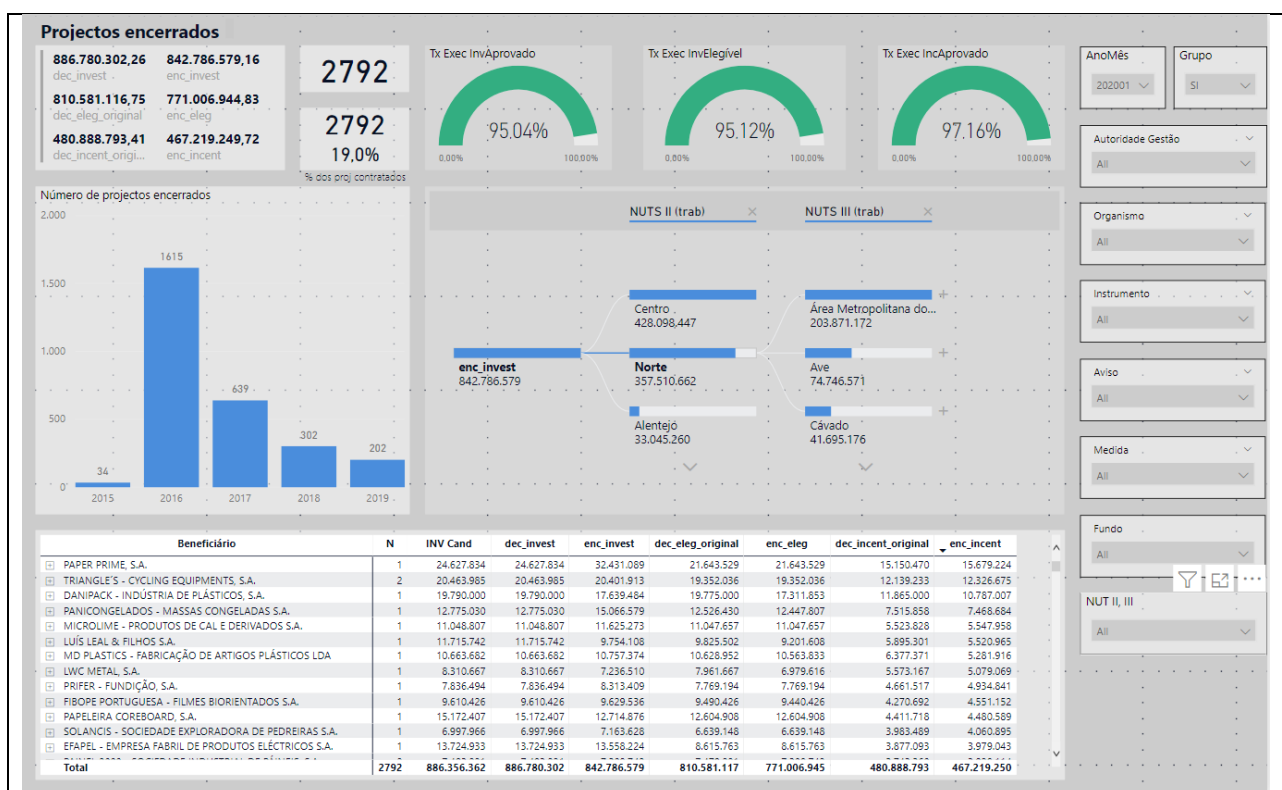 Projectos encerrados
886.780.302,26 842.786.579,16
dec_invest enc_invest
810.581.116,75 771.006.944,83
dec_eleg_original enc_eleg
480.888.793,41 467.219.249,72
dec_incent_origi... enc_incent
2792
2792
19,0%
% dos proj contratados
Tx Exec InvAprovado
95.04%
0.00% 100.00%
Tx Exec InvElegível
95.12%
0.00% 100.00%
Tx Exec IncAprovado
97.16%
0.00% 100.00%
AnoMês
202001
Grupo
SI
Autoridade Gestão
All
Organismo
All
Instrumento
All
Aviso
All
Medida
All
Fundo
All
NUT II, III
All
Número de projectos encerrados
2.000
1.500
1.000
500
0
34
1615
639
302
202
2015 2016 2017 2018 2019
NUTS II (trab) NUTS III (trab)
enc_invest
842.786.579
Centro
428.098.447
Norte
357.510.662
Alentejo
33.045.260
Área Metropolitana do...
203.871.172
Ave
74.746.571
Cávado
41.695.176
Beneficiário N INV Cand dec_invest enc_invest dec_eleg_original enc_eleg dec_incent_original enc_incent
PAPER PRIME, S.A. 1 24.627.834 24.627.834 32.431.089 21.643.529 21.643.529 15.150.470 15.679.224
TRIANGLE´S - CYCLING EQUIPMENTS, S.A. 2 20.463.985 20.463.985 20.401.913 19.352.036 19.352.036 12.139.233 12.326.675
DANIPACK - INDÚSTRIA DE PLÁSTICOS, S.A. 1 19.790.000 19.790.000 17.639.484 19.775.000 17.311.853 11.865.000 10.787.007
PANICONGELADOS - MASSAS CONGELADAS S.A. 1 12.775.030 12.775.030 15.066.579 12.526.430 12.447.807 7.515.858 7.468.684
MICROLIME - PRODUTOS DE CAL E DERIVADOS S.A. 1 11.048.807 11.048.807 11.625.273 11.047.657 11.047.657 5.523.828 5.547.958
LUÍS LEAL & FILHOS S.A. 1 11.715.742 11.715.742 9.754.108 9.825.502 9.201.608 5.895.301 5.520.965
MD PLASTICS - FABRICAÇÃO DE ARTIGOS PLÁSTICOS LDA 1 10.663.682 10.663.682 10.757.374 10.628.952 10.563.833 6.377.371 5.281.916
LWC METAL, S.A. 1 8.310.667 8.310.667 7.236.510 7.961.667 6.979.616 5.573.167 5.079.069
PRIFER - FUNDIÇÃO, S.A. 1 7.836.494 7.836.494 8.313.409 7.769.194 7.769.194 4.661.517 4.934.841
FIBOPE PORTUGUESA - FILMES BIORIENTADOS S.A. 1 9.610.426 9.610.426 9.629.536 9.490.426 9.440.426 4.270.692 4.551.152
PAPELEIRA COREBOARD, S.A. 1 15.172.407 15.172.407 12.714.876 12.604.908 12.604.908 4.411.718 4.480.589
SOLANCIS - SOCIEDADE EXPLORADORA DE PEDREIRAS S.A. 1 6.997.966 6.997.966 7.163.628 6.639.148 6.639.148 3.983.489 4.060.895
EFAPEL - EMPRESA FABRIL DE PRODUTOS ELÉCTRICOS S.A. 1 13.724.933 13.724.933 13.558.224 8.615.763 8.615.763 3.877.093 3.979.043
Total 2792 886.356.362 886.780.302 842.786.579 810.581.117 771.006.945 480.888.793 467.219.250